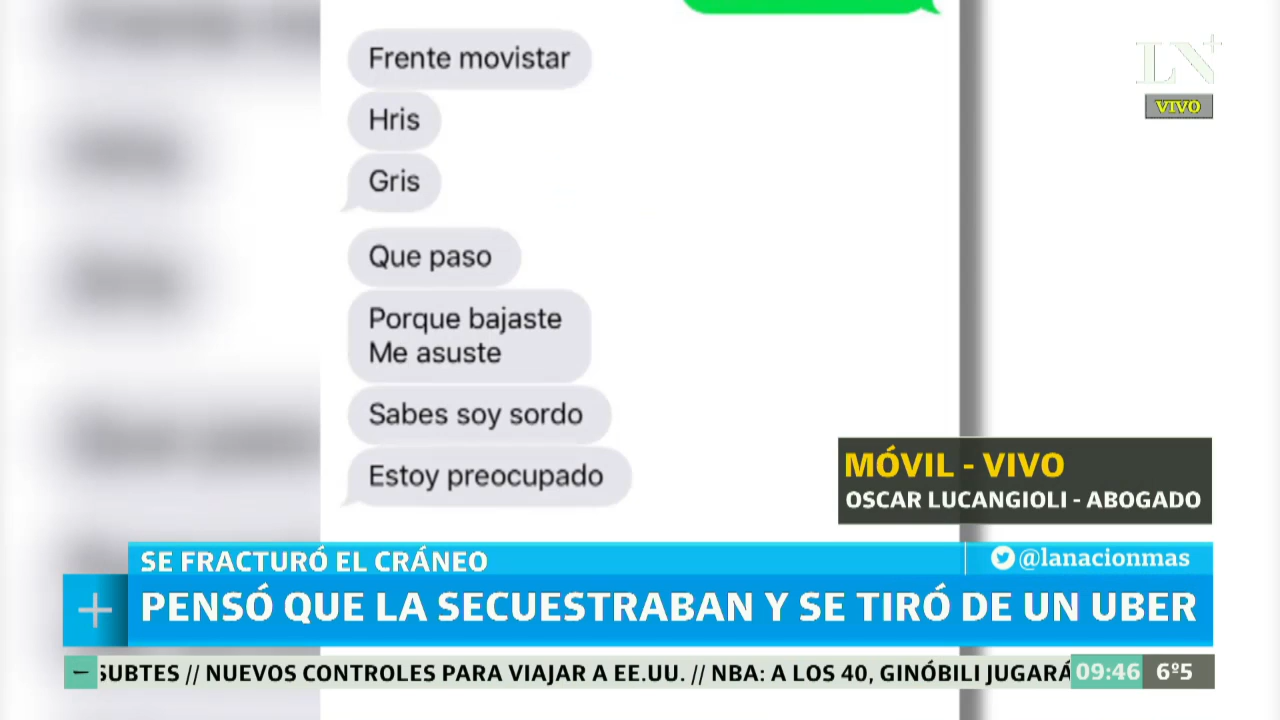 Frente movistar
Hris
Gris
Que paso
Porque bajaste
Me asuste
Sabes soy sordo
Estoy preocupado
LN+
VIVO
MÓVIL - VIVO
OSCAR LUCANGIOLI - ABOGADO
SE FRACTURÓ EL CRÁNEO
@lanacionmas
PENSÓ QUE LA SECUESTRABAN Y SE TIRÓ DE UN UBER
SUBTES // NUEVOS CONTROLES PARA VIAJAR A EE.UU. // NBA: A LOS 40, GINÓBILI JUGARÁ
09:46
6º5